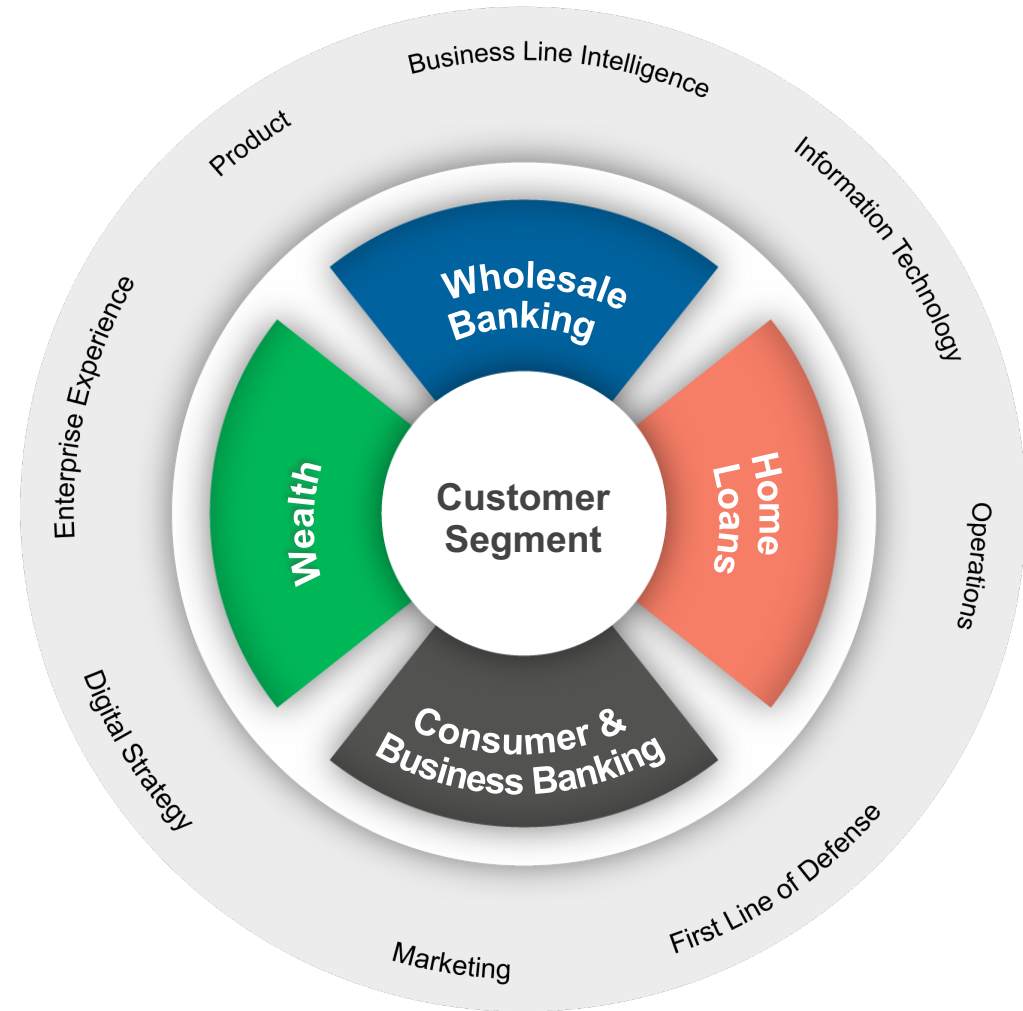 Business Line Intelligence
Product
Information Technology
Enterprise Experience
Wholesale
Banking
Wealth
Customer
Segment
Home
Loans
Operations
Consumer &
Business Banking
Digital Strategy
First Line of Defense
Marketing